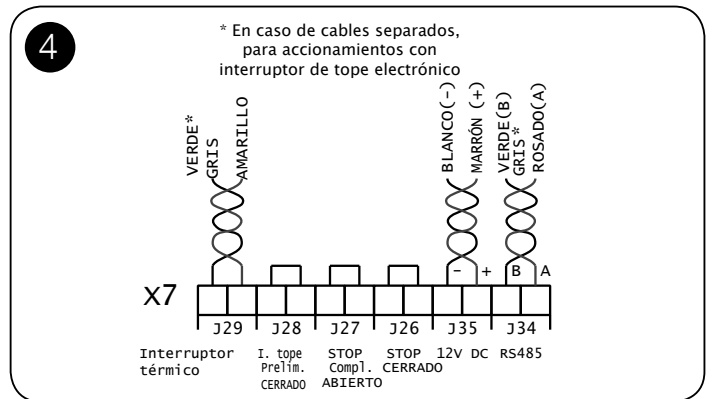 4
* En caso de cables separados,
para accionamientos con
interruptor de tope electrónico
VERDE*
GRIS
AMARILLO
BLANCO(-)
MARRÓN (+)
VERDE(B)
GRIS*
ROSADO(A)
- + B A
X7
J29 J28 J27 J26 J35 J34
Interruptor
térmico
I. tope
Prelim.
CERRADO
STOP
Compl.
ABIERTO
STOP
CERRADO
12V DC
RS485